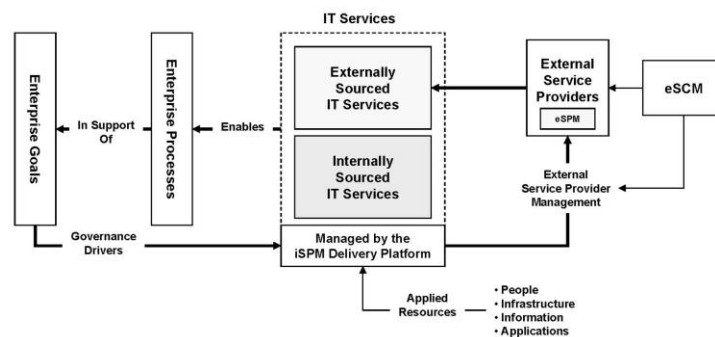 IT Services
Enterprise Goals
In Support
Of
Enterprise Processes
Enables
Externally
Sourced
IT Services
Internally
Sourced
IT Services
Managed by the
iSPM Delivery Platform
External
Service
Providers
eSPM
eSCM
External
Service Provider
Management
Governance
Drivers
Applied
Resources
• People
• Infrastructure
• Information
• Applications